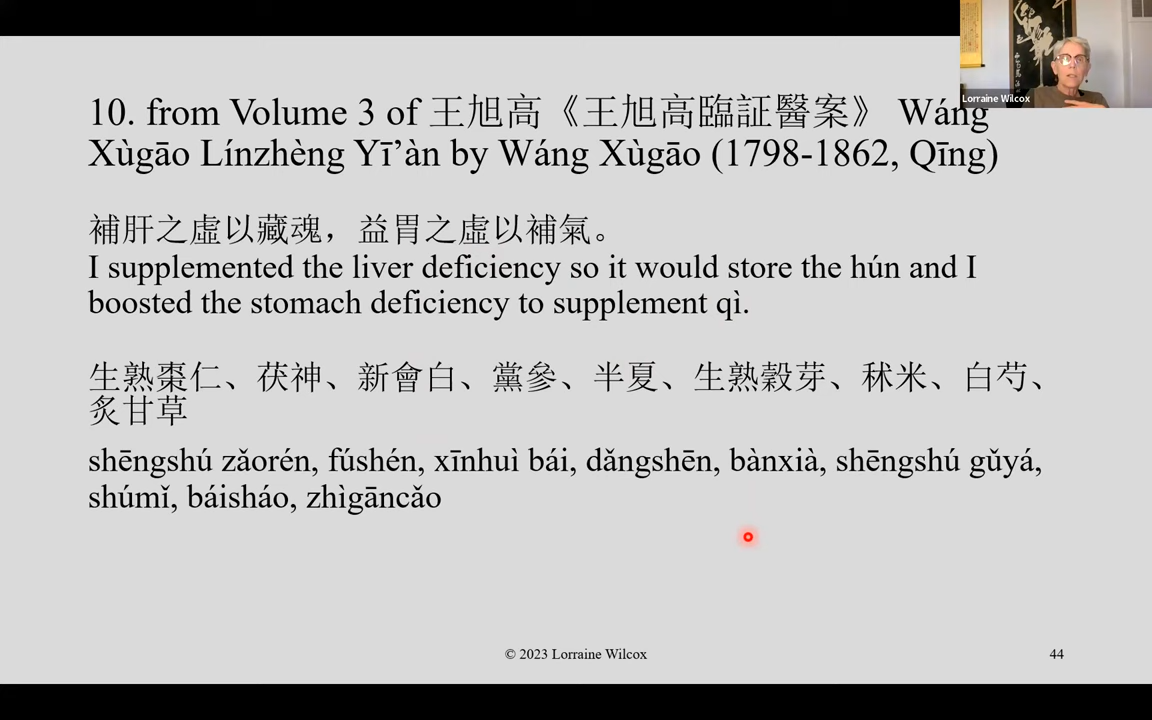 Lorraine Wilcox
10. from Volume 3 of 王旭高《王旭高臨証醫案》 Wáng
Xùgāo Línzhèng Yī’àn by Wáng Xùgāo (1798-1862, Qīng)
補肝之虛以藏魂，益胃之虛以補氣。
I supplemented the liver deficiency so it would store the hún and I
boosted the stomach deficiency to supplement qì.
生熟棗仁、茯神、新會白、黨參、半夏、生熟穀芽、秫米、白芍、
炙甘草
shēngshú zǎorén, fúshén, xīnhuì bái, dǎngshēn, bànxià, shēngshú gǔyá,
shúmǐ, báisháo, zhìgāncǎo
© 2023 Lorraine Wilcox
44